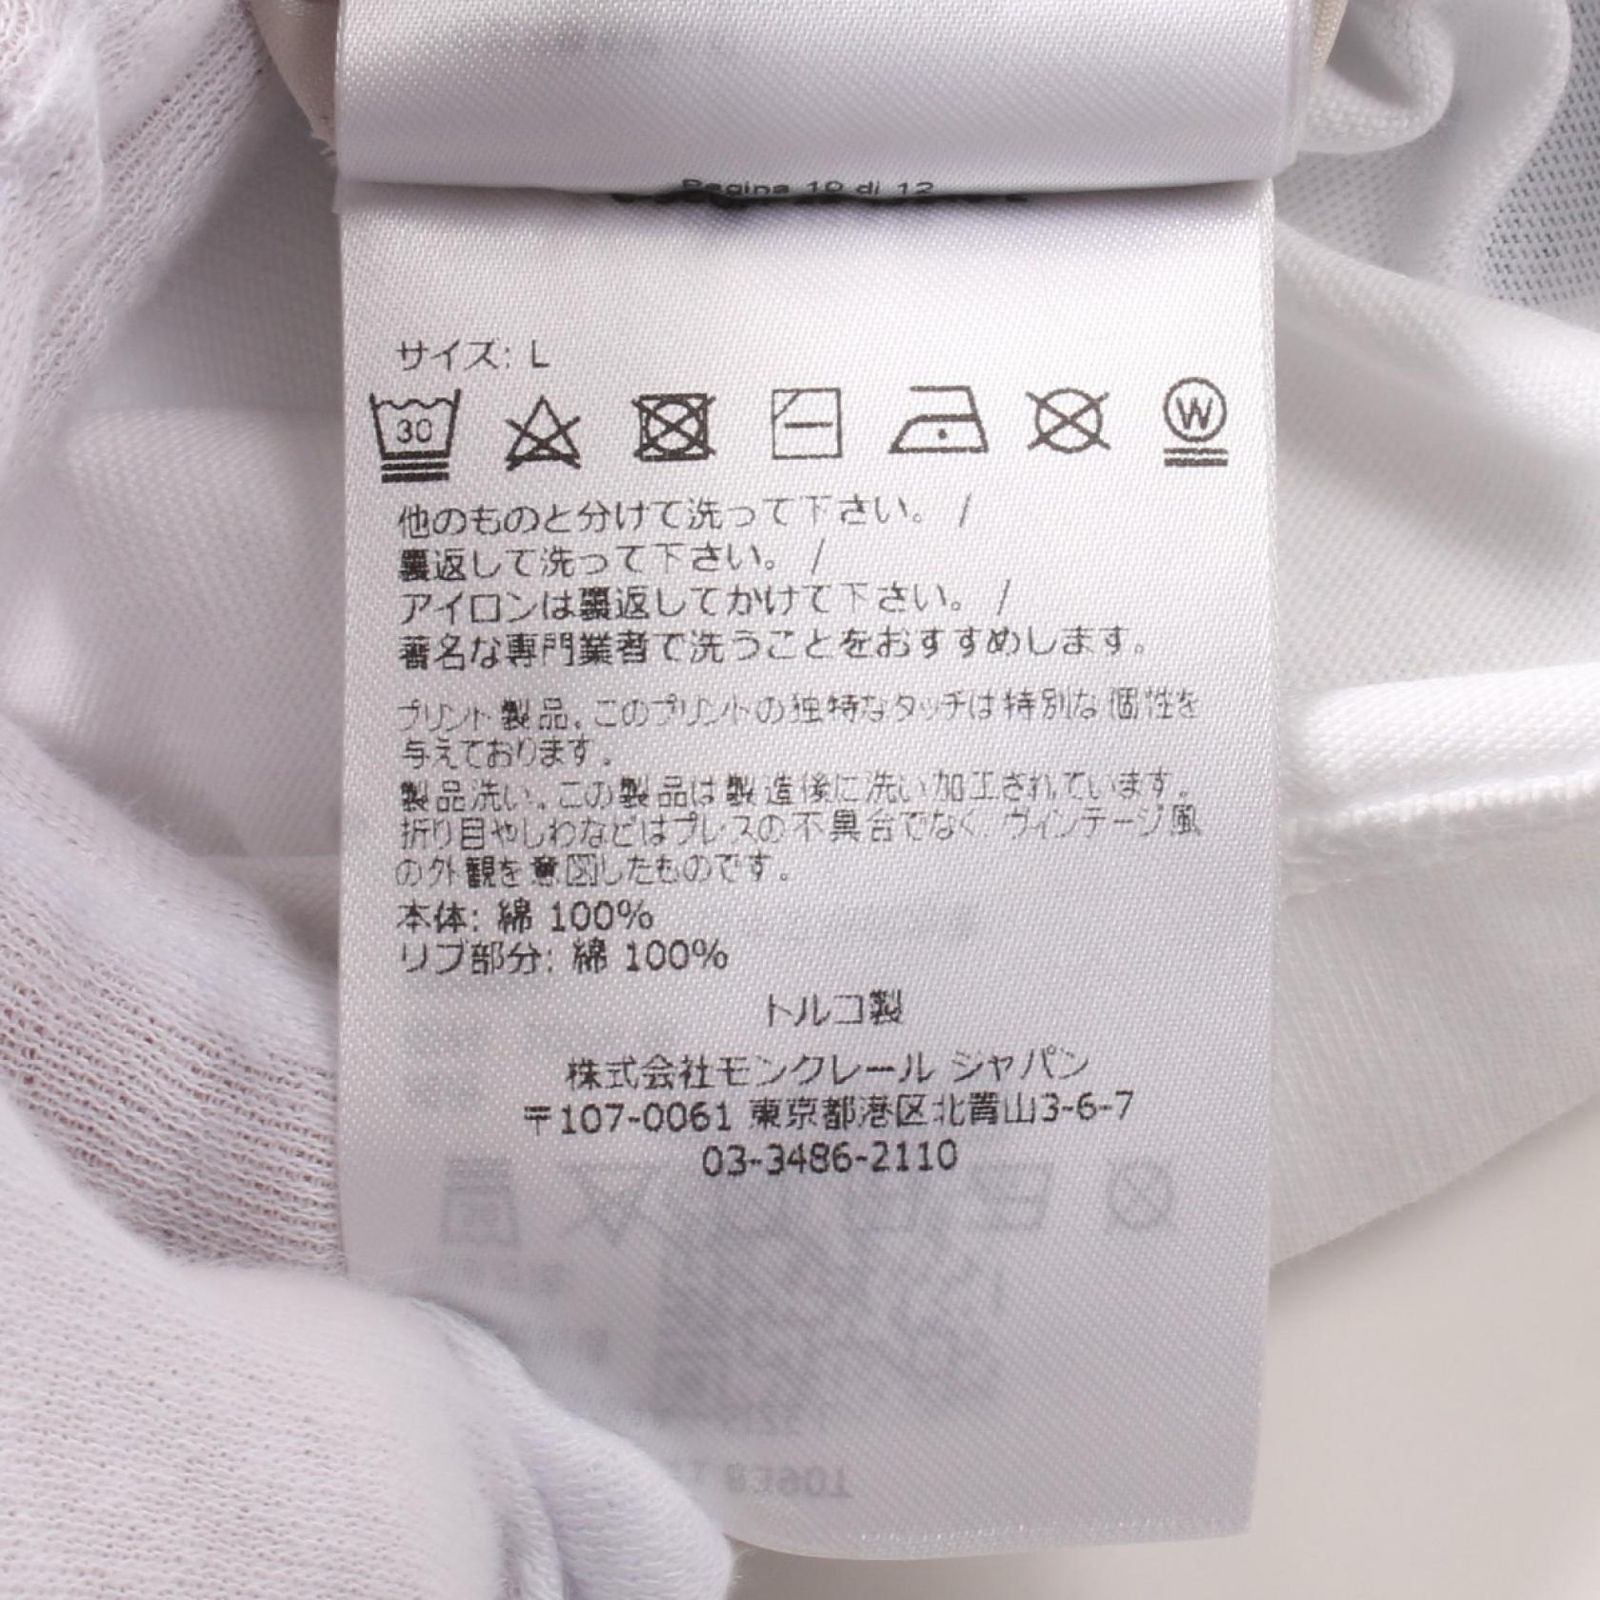 Pagina 10 di 12
サイズ: L
30
W
他のものと分けて洗って下さい。 /
裏返して洗って下さい。 /
アイロンは裏返してかけて下さい。 /
著名な専門業者で洗うことをおすすめします。
プリント製品。このプリントの独特なタッチは特別な個性を
与えております。
製品洗い。この製品は製造後に洗い加工されています。
折り目やしわなどはプレスの不具合でなく、ヴィンテージ風
の外観を意図したものです。
本体: 綿 100%
リブ部分: 綿 100%
トルコ製
株式会社モンクレール ジャパン
〒107-0061 東京都港区北青山3-6-7
03-3486-2110